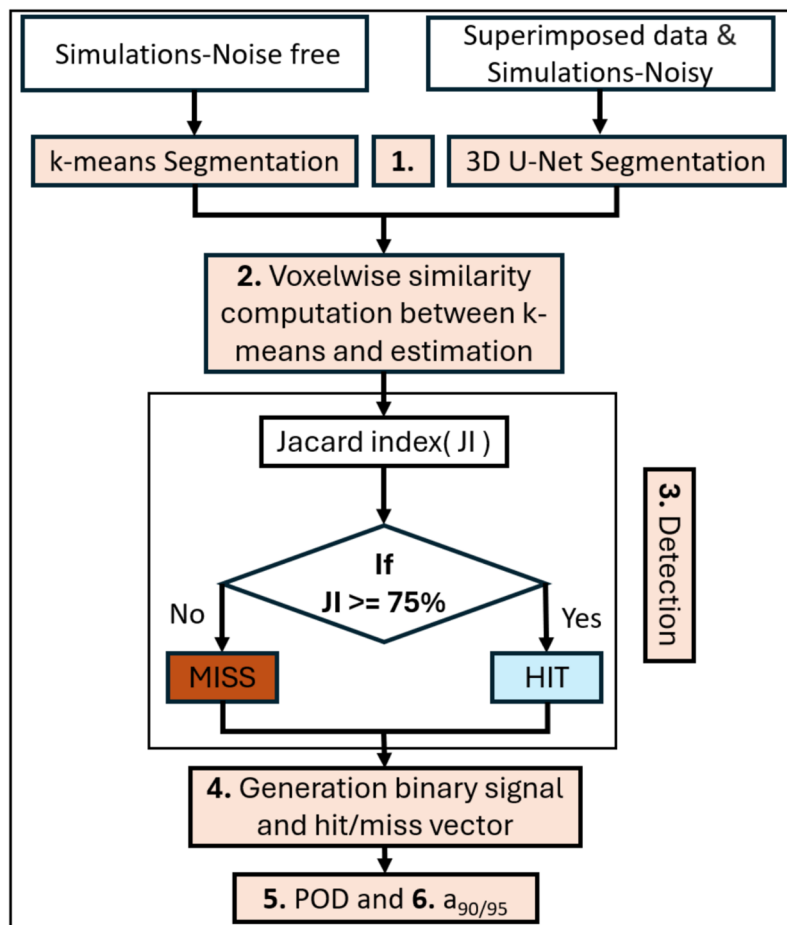 Simulations-Noise free
Superimposed data &
Simulations-Noisy
k-means Segmentation
1.
3D U-Net Segmentation
2. Voxelwise similarity
computation between k-
means and estimation
Jacard index( JI )
If
JI >= 75%
No
Yes
MISS
HIT
3. Detection
4. Generation binary signal
and hit/miss vector
5. POD and 6. a90/95